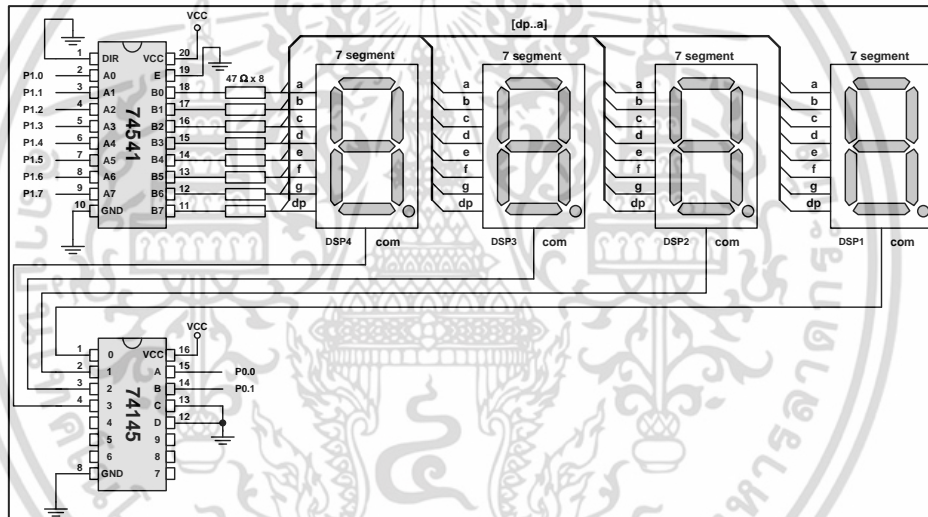 [dp..a]
VCC
7 segment
7 segment
7 segment
7 segment
1 DIR VCC 20
P1.0 2 A0 E 19
47 Ω x 8
P1.1 3 A1 B0 18
P1.2 4 A2 B1 17
P1.3 5 A3 B2 16
P1.4 6 A4 B3 15
P1.5 7 A5 B4 14
P1.6 8 A6 B5 13
P1.7 9 A7 B6 12
10 GND B7 11
74541
a
b
c
d
e
f
g
dp
a
b
c
d
e
f
g
dp
a
b
c
d
e
f
g
dp
a
b
c
d
e
f
g
dp
DSP4 com
DSP3 com
DSP2 com
DSP1 com
VCC
1 0 VCC 16
2 1 A 15 P0.0
3 2 B 14 P0.1
4 3 C 13
4 D 12
5 9
6 8
8 GND 7
74145